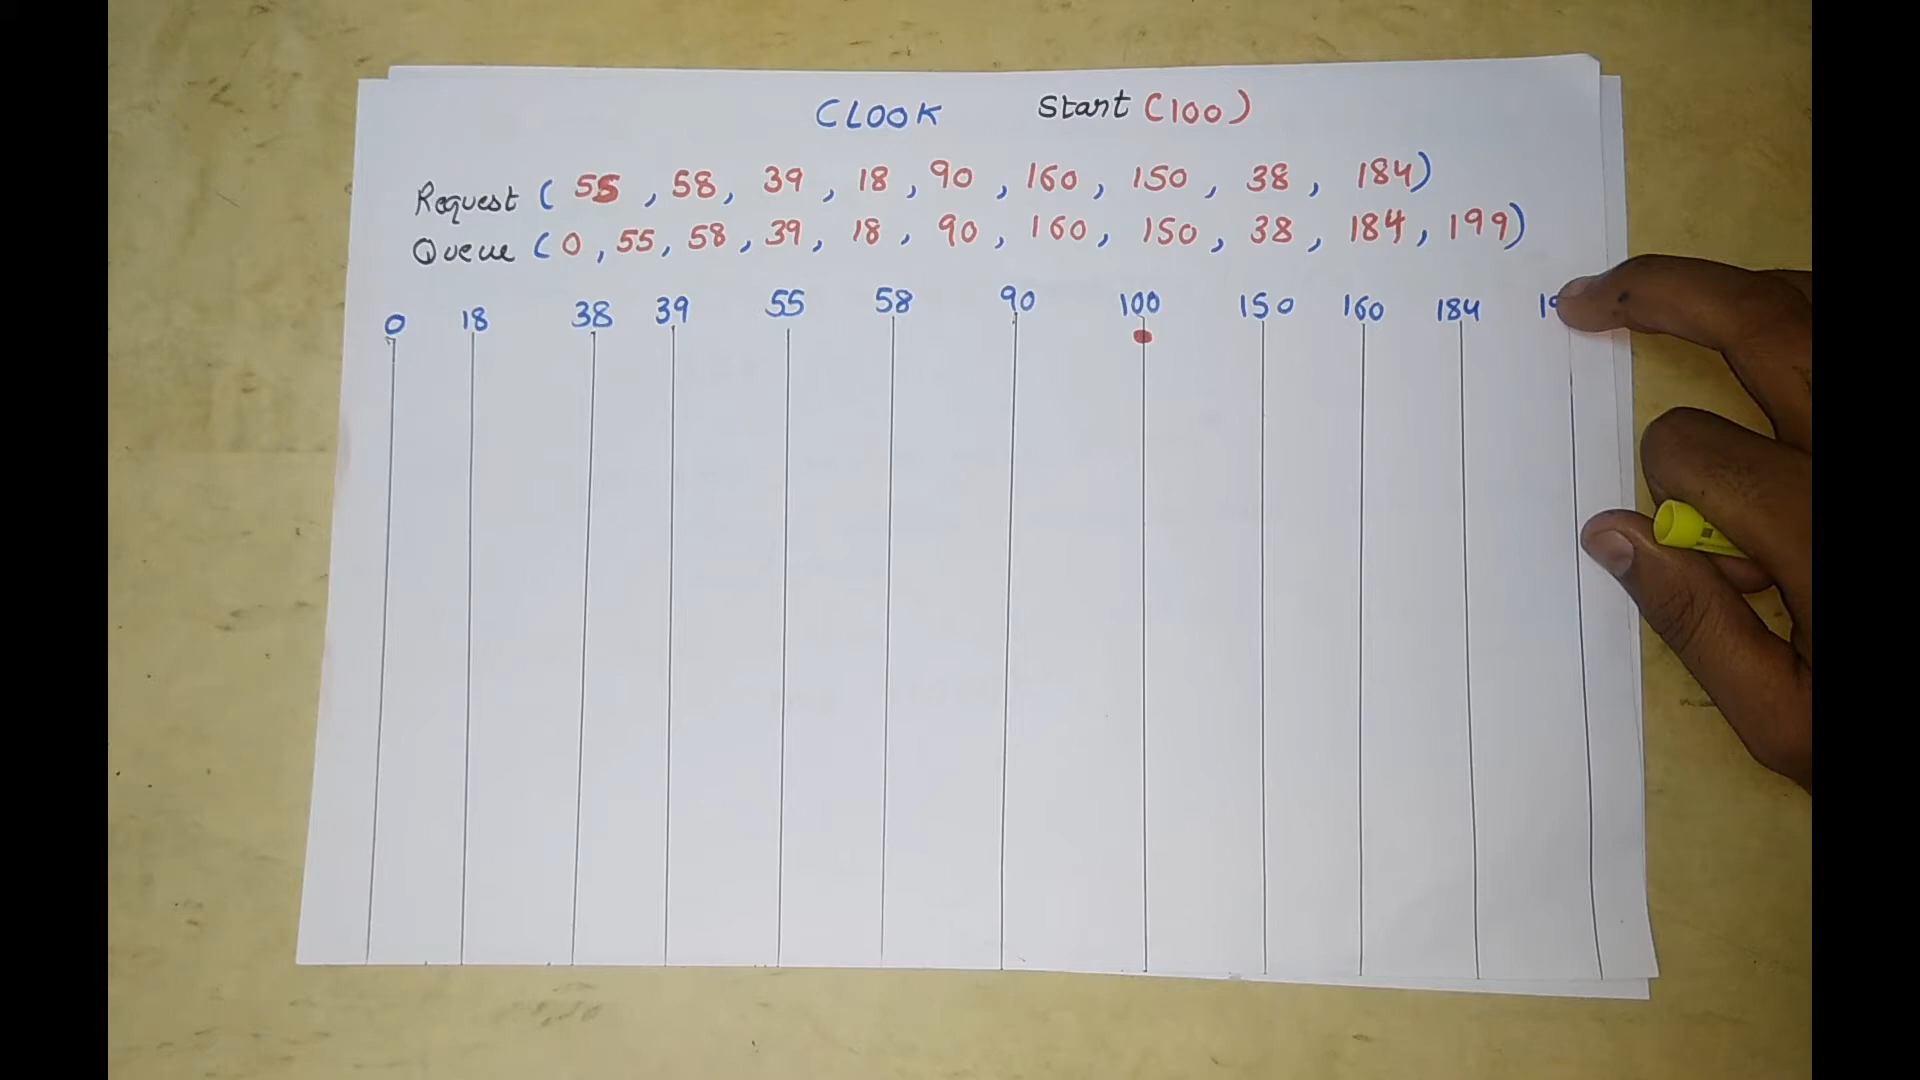 CLOOK Start (100)
Request (55, 58, 39, 18, 90, 160, 150, 38, 184)
Queue (0, 55, 58, 39, 18, 90, 160, 150, 38, 184, 199)
0 18 38 39 55 58 90 100 150 160 184